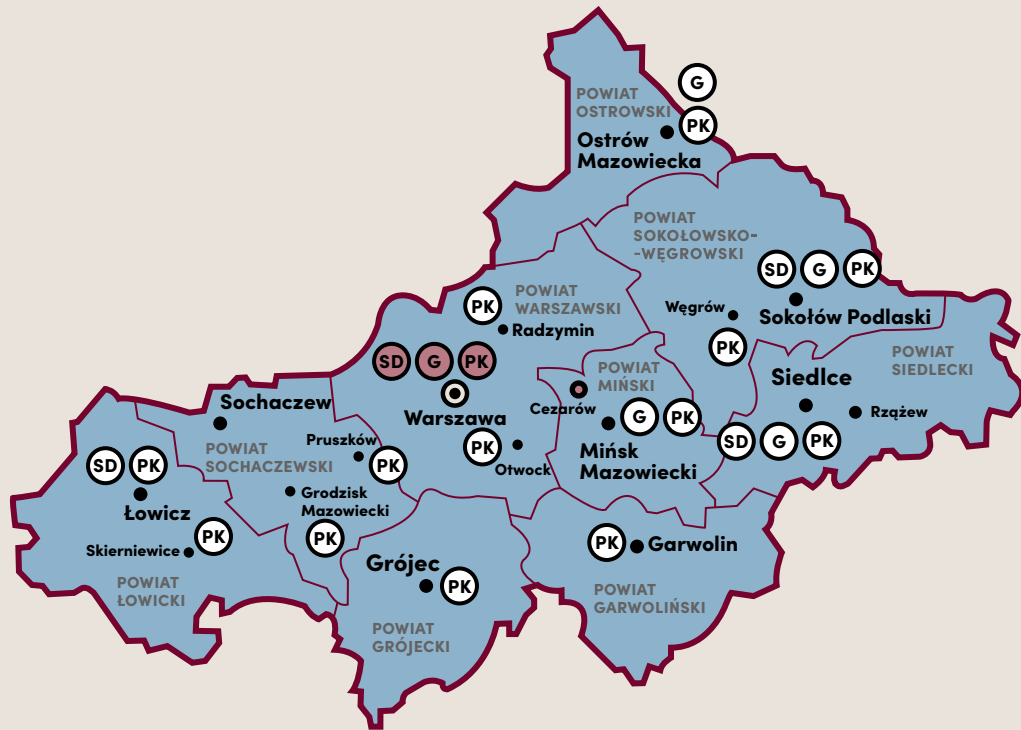 G
POWIAT
OSTROWSKI
PK
Ostrów
Mazowiecka
POWIAT
SOKOŁOWSKO-
-WĘGROWSKI
SD G PK
Węgrów
Sokołów Podlaski
PK
POWIAT
WARSZAWSKI
PK
Radzymin
SD G PK
Warszawa
PK
Otwock
POWIAT
MIŃSKI
Cezarów
G PK
Mińsk
Mazowiecki
POWIAT
SIEDLECKI
Siedlce
Rzążew
SD G PK
Sochaczew
POWIAT
SOCHACZEWSKI
Pruszków
PK
Grodzisk
Mazowiecki
PK
SD PK
Łowicz
PK
Skierniewice
POWIAT
ŁOWICKI
Grójec
PK
POWIAT
GRÓJECKI
PK
Garwolin
POWIAT
GARWOLIŃSKI